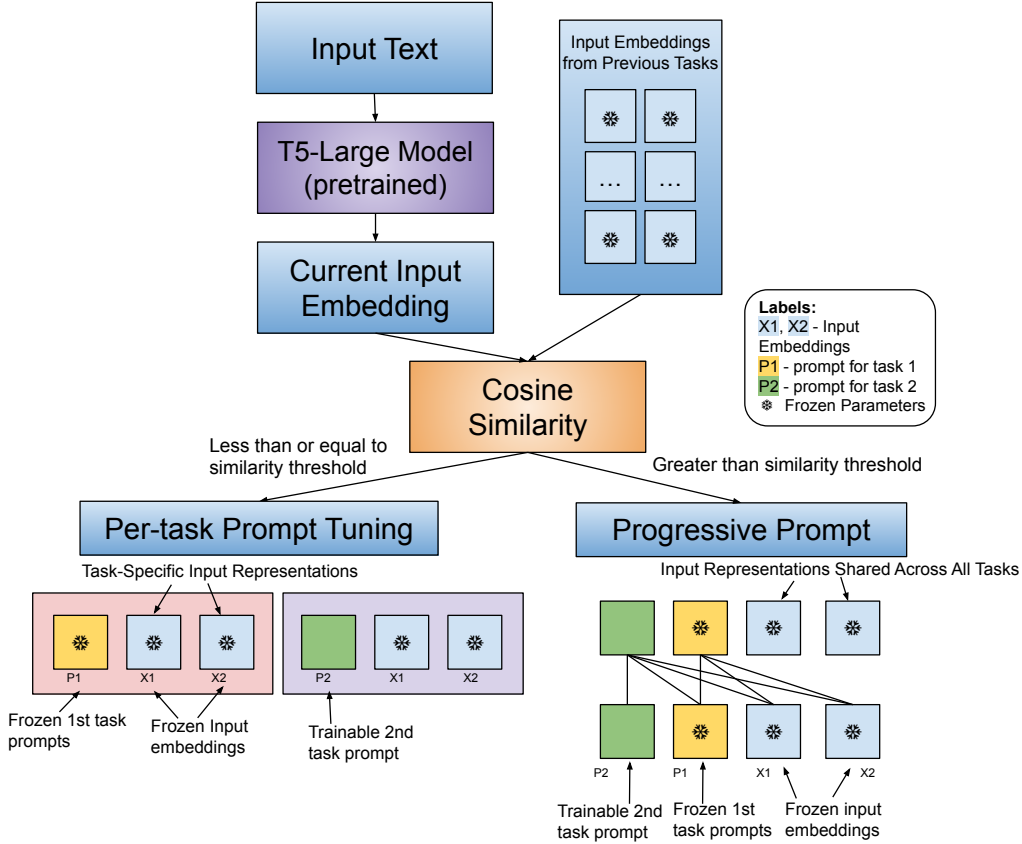 Input Text
Input Embeddings
from Previous Tasks
T5-Large Model
(pretrained)
... ...
Current Input
Embedding
Labels:
X1, X2 - Input
Embeddings
P1 - prompt for task 1
P2 - prompt for task 2
Frozen Parameters
Cosine
Similarity
Less than or equal to
similarity threshold
Greater than similarity threshold
Per-task Prompt Tuning
Progressive Prompt
Task-Specific Input Representations
Input Representations Shared Across All Tasks
P1 X1 X2
P2 X1 X2
Frozen 1st task
prompts
Frozen Input
embeddings
Trainable 2nd
task prompt
P2 P1 X1 X2
Trainable 2nd
task prompt
Frozen 1st
task prompts
Frozen input
embeddings